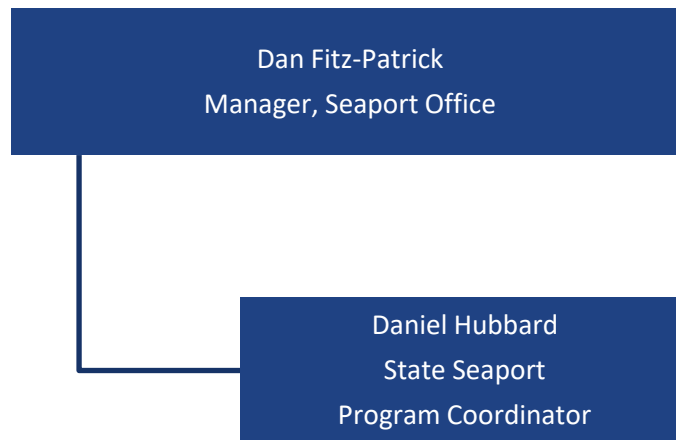 Dan Fitz-Patrick
Manager, Seaport Office
Daniel Hubbard
State Seaport
Program Coordinator